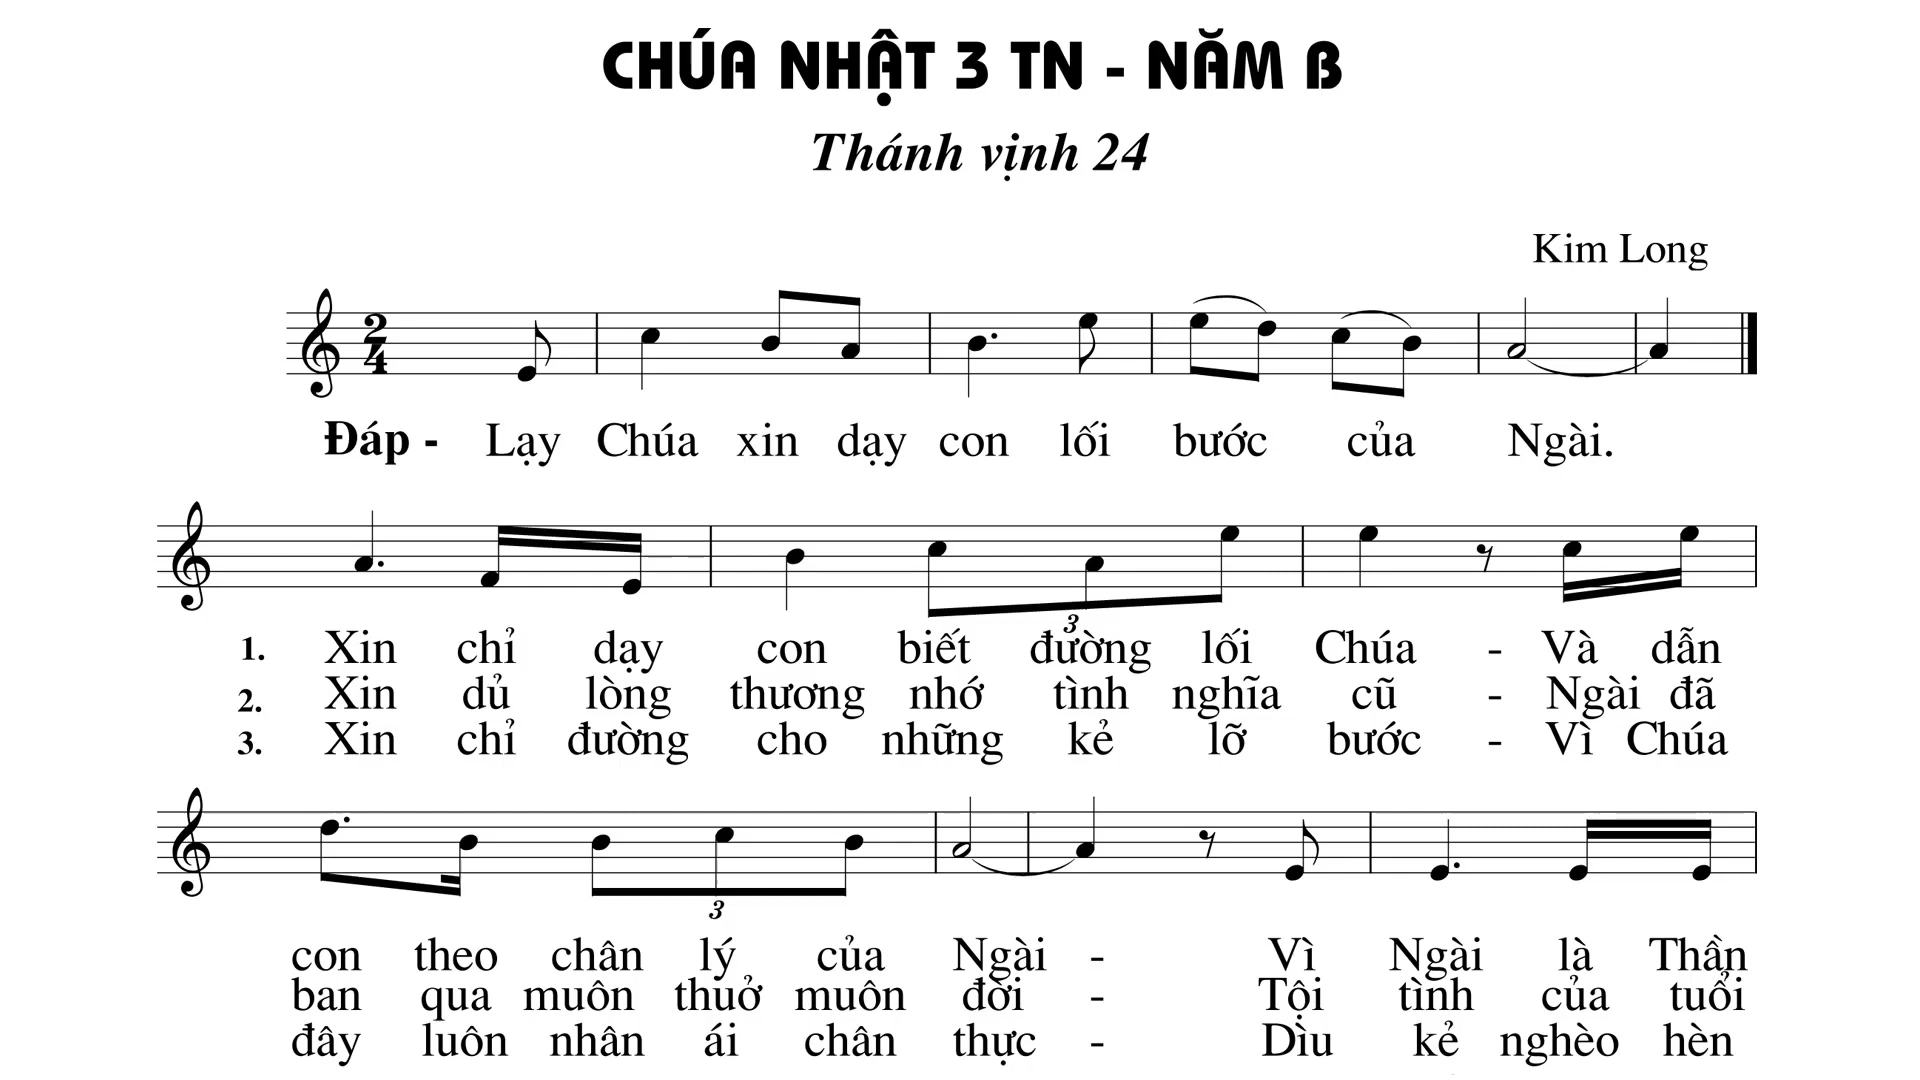 CHÚA NHẬT 3 TN - NĂM B
Thánh vịnh 24
Kim Long
Đáp - Lạy Chúa xin dạy con lối bước của Ngài.
3
1. Xin chỉ dạy con biết đường lối Chúa - Và dẫn
2. Xin dủ lòng thương nhớ tình nghĩa cũ - Ngài đã
3. Xin chỉ đường cho những kẻ lỡ bước - Vì Chúa
3
con theo chân lý của Ngài - Vì Ngài là Thần
ban qua muôn thuở muôn đời - Tội tình của tuổi
đây luôn nhân ái chân thực - Dìu kẻ nghèo hèn